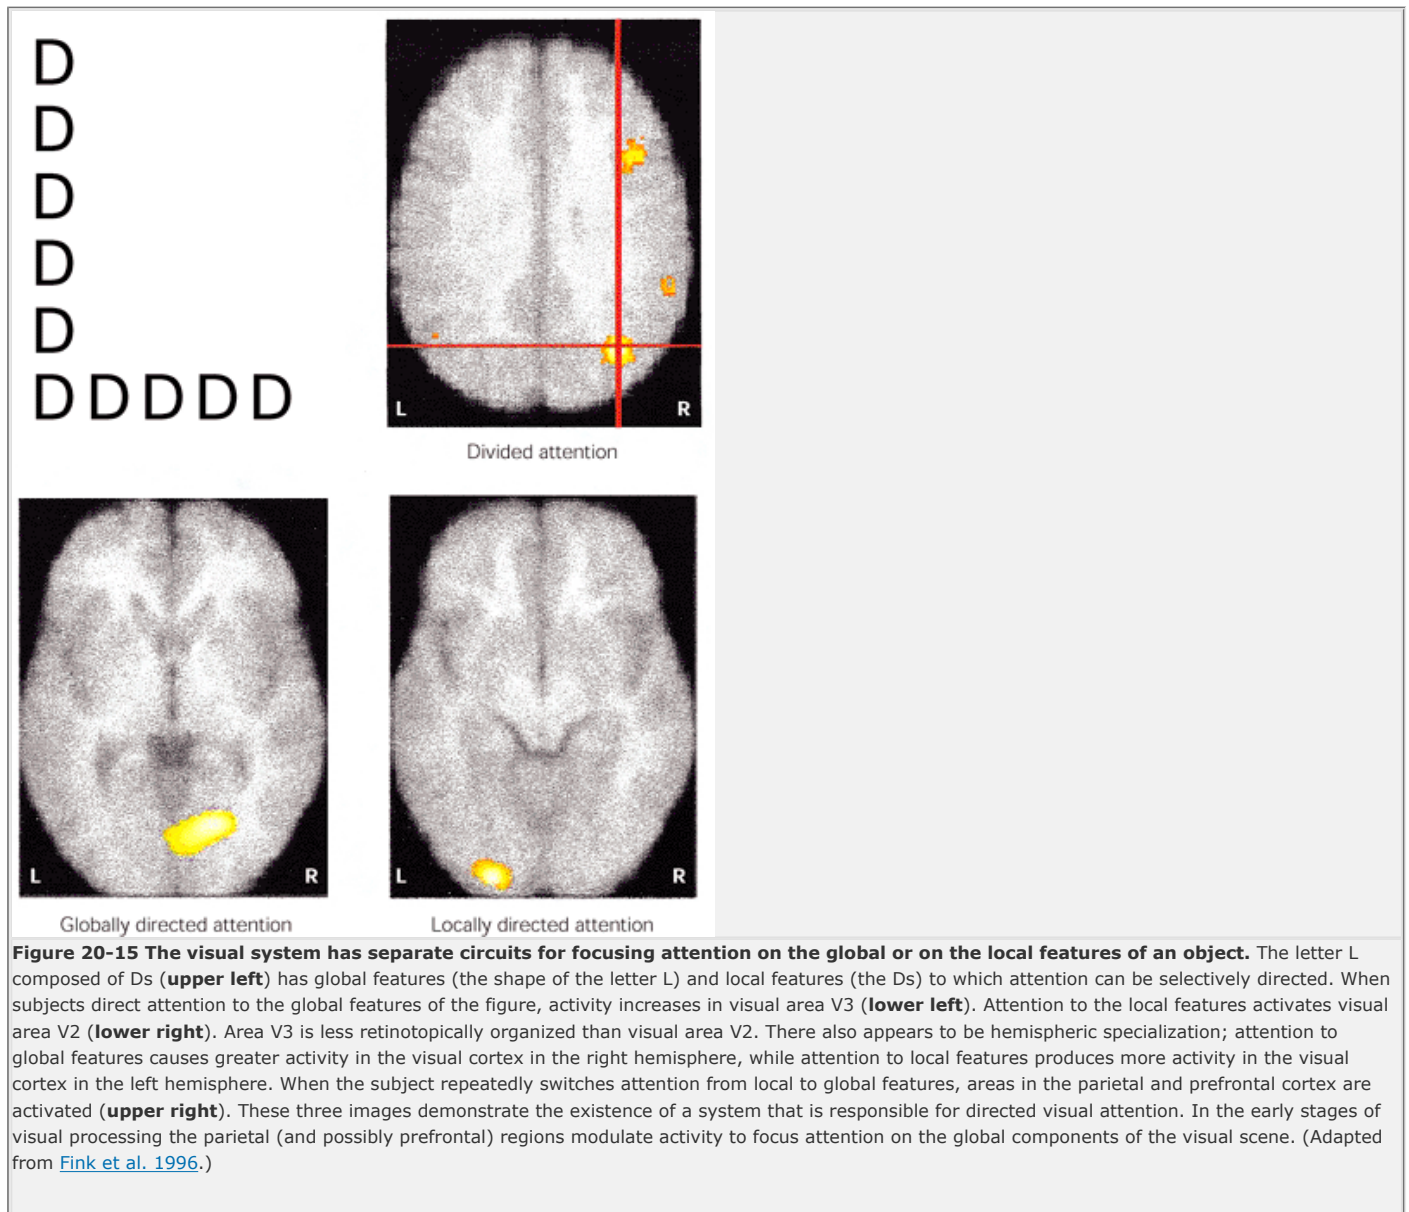 D
D
D
D
D
D D D D D
L
R
Divided attention
L
R
L
R
Globally directed attention
Locally directed attention
Figure 20-15 The visual system has separate circuits for focusing attention on the global or on the local features of an object. The letter L
composed of Ds (upper left) has global features (the shape of the letter L) and local features (the Ds) to which attention can be selectively directed. When
subjects direct attention to the global features of the figure, activity increases in visual area V3 (lower left). Attention to the local features activates visual
area V2 (lower right). Area V3 is less retinotopically organized than visual area V2. There also appears to be hemispheric specialization; attention to
global features causes greater activity in the visual cortex in the right hemisphere, while attention to local features produces more activity in the visual
cortex in the left hemisphere. When the subject repeatedly switches attention from local to global features, areas in the parietal and prefrontal cortex are
activated (upper right). These three images demonstrate the existence of a system that is responsible for directed visual attention. In the early stages of
visual processing the parietal (and possibly prefrontal) regions modulate activity to focus attention on the global components of the visual scene. (Adapted
from Fink et al. 1996.)